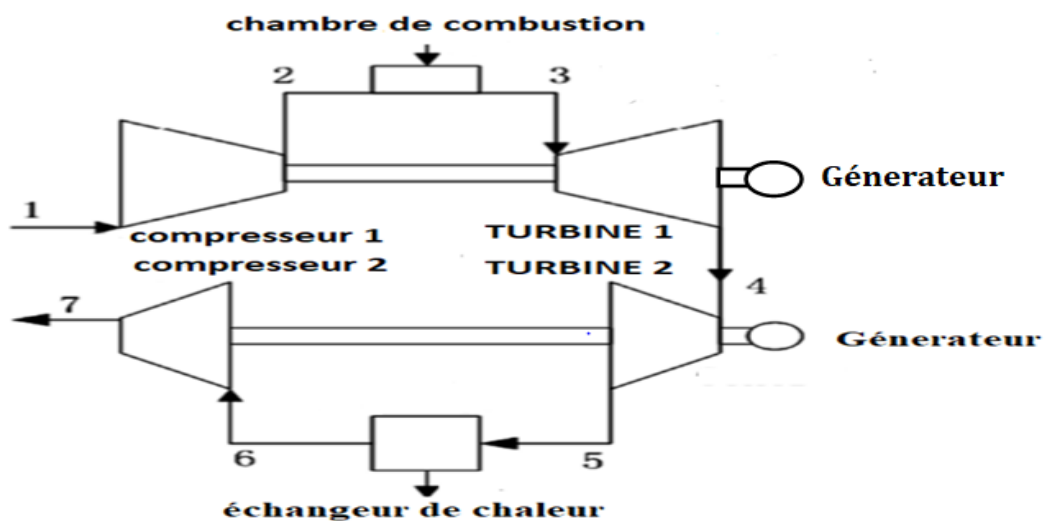 chambre de combustion
2
3
Génerateur
1
compresseur 1
TURBINE 1
compresseur 2
TURBINE 2
7
4
Génerateur
6
5
échangeur de chaleur